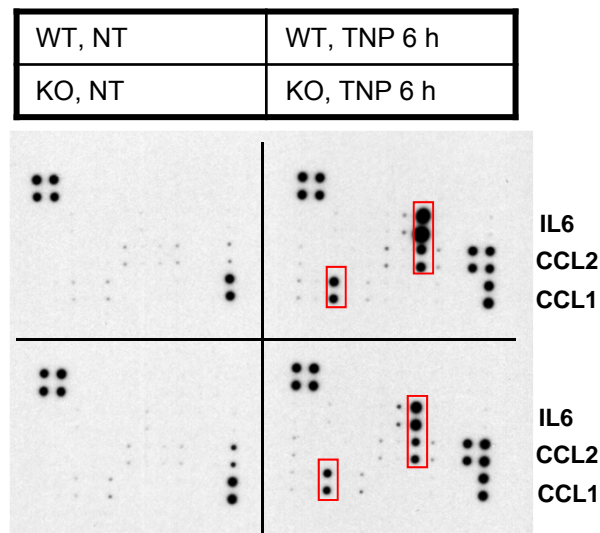 WT, NT
WT, TNP 6 h
KO, NT
KO, TNP 6 h
IL6
CCL2
CCL1
IL6
CCL2
CCL1